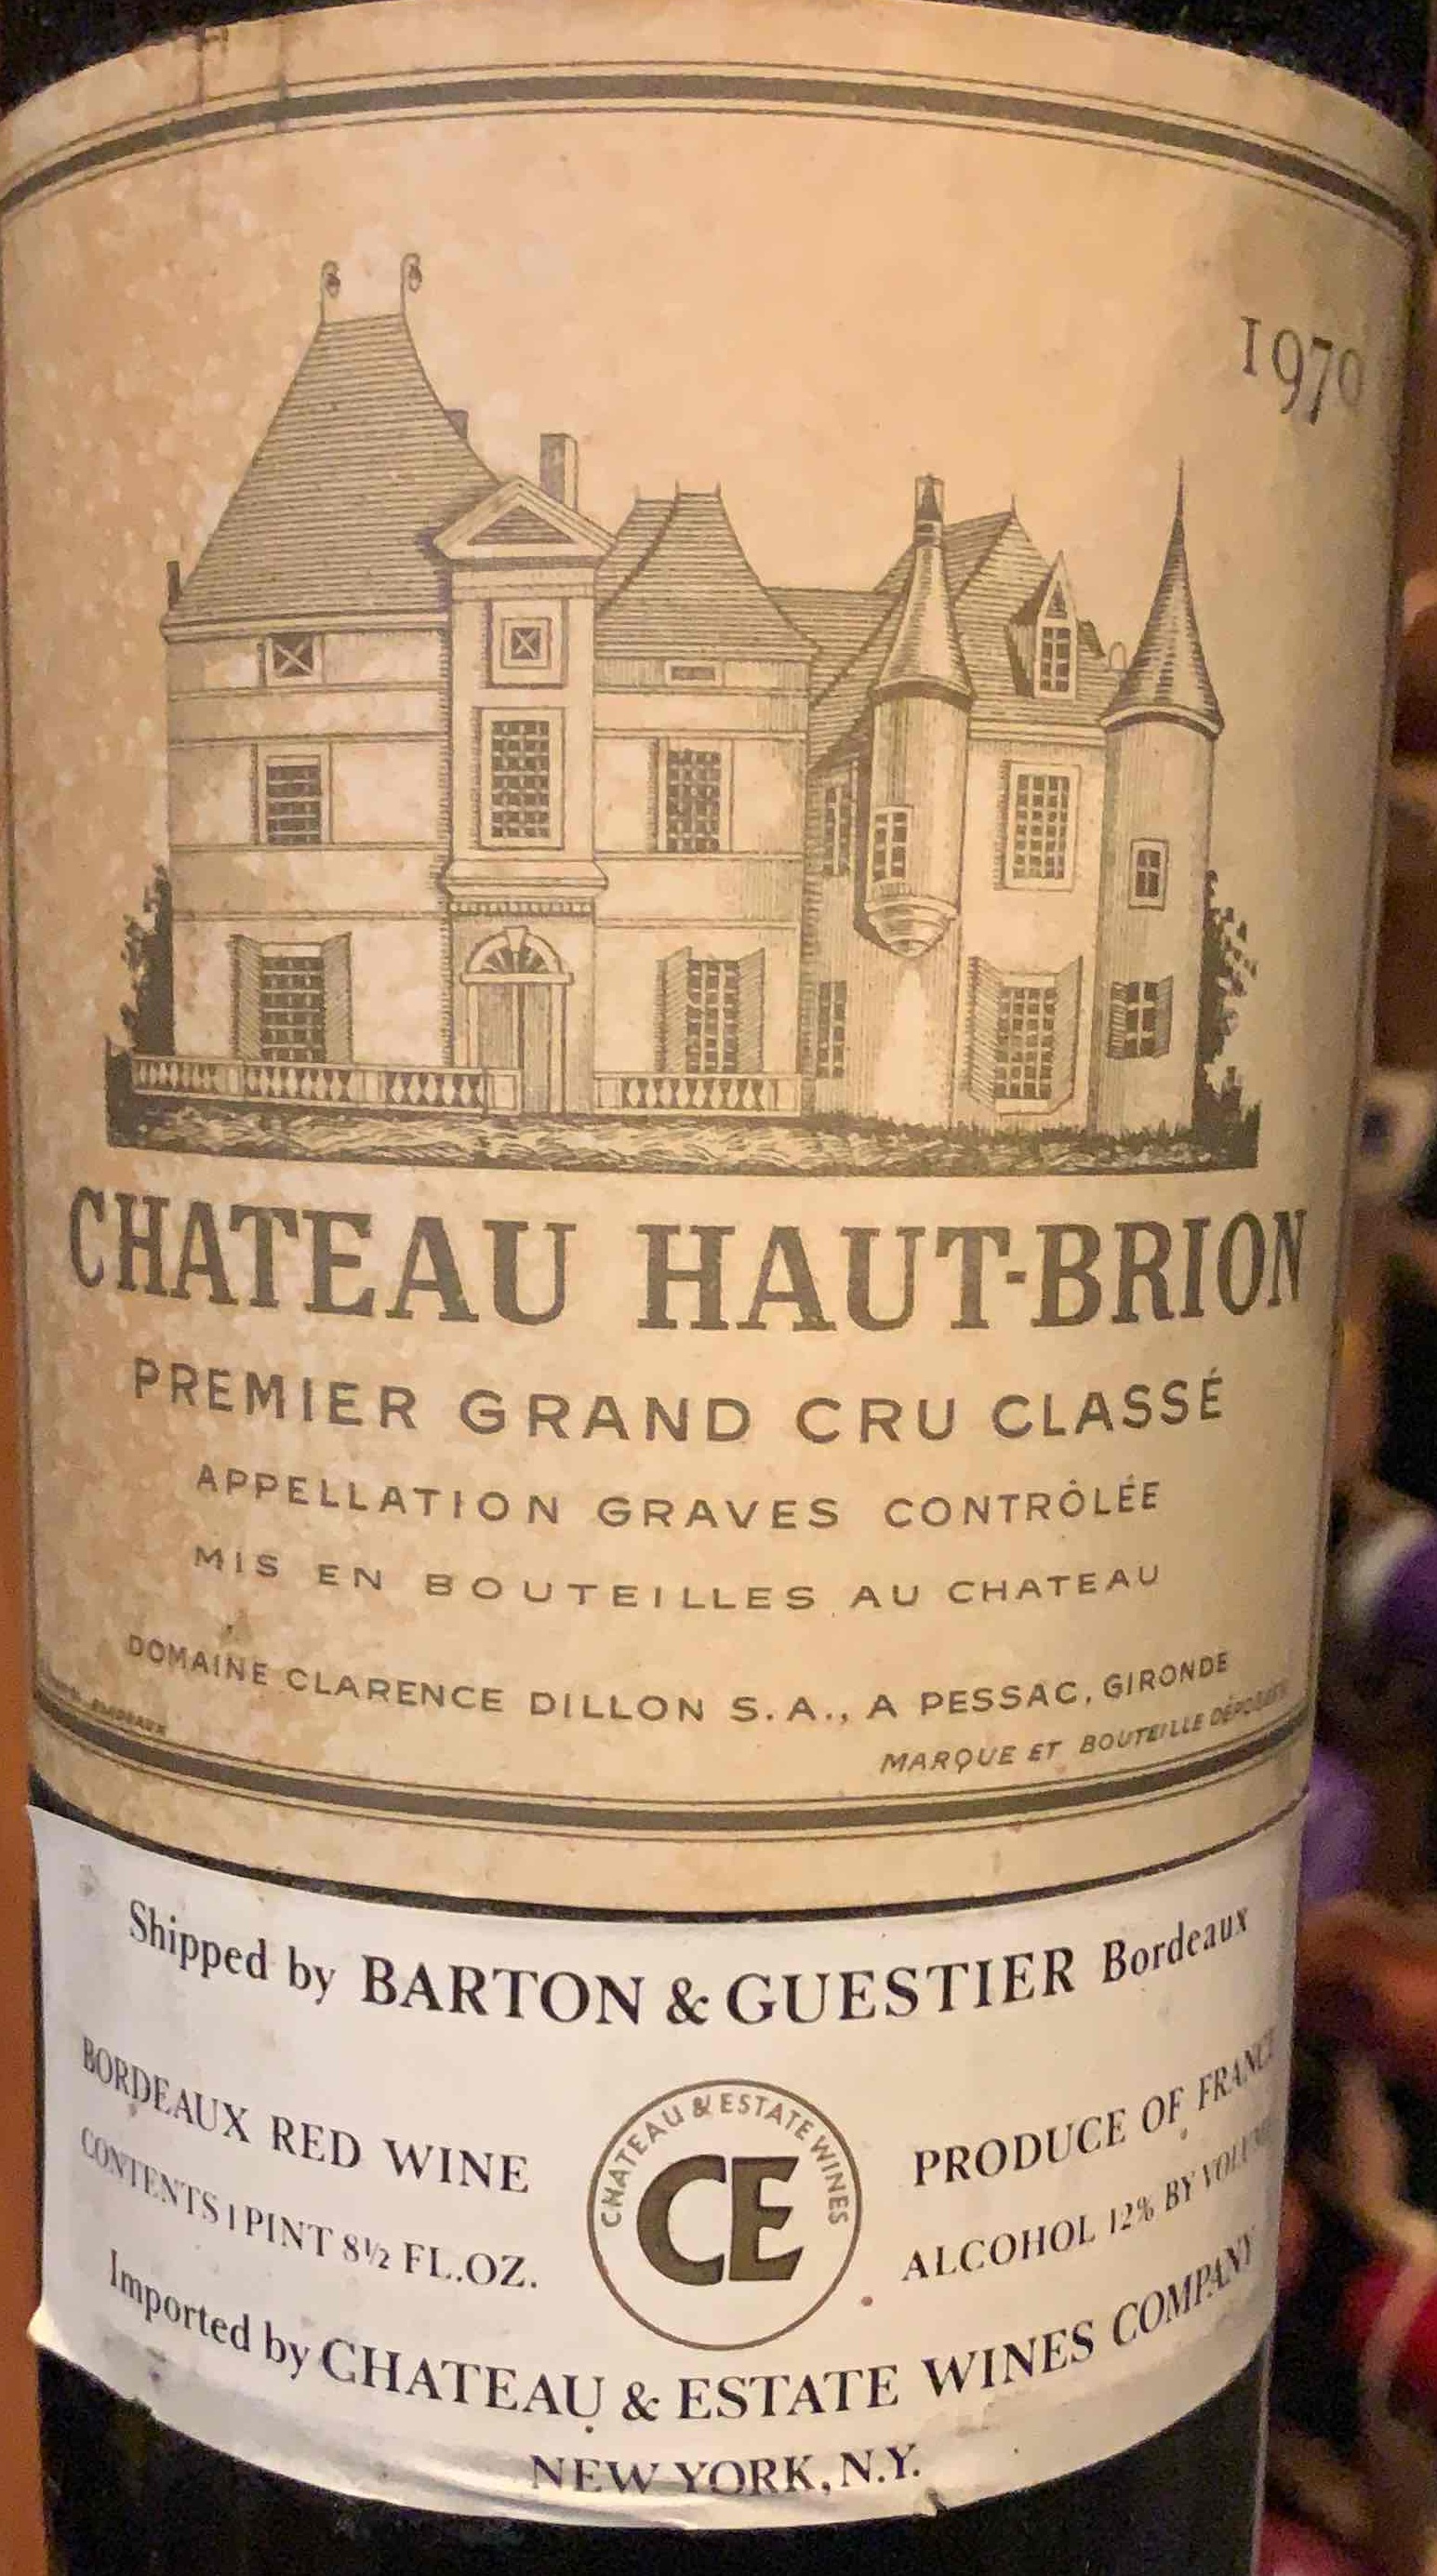 1970
CHATEAU HAUT-BRION
PREMIER GRAND CRU CLASSÉ
APPELLATION GRAVES CONTRÔLÉE
MIS EN BOUTEILLES AU CHATEAU
DOMAINE CLARENCE DILLON S.A., A PESSAC, GIRONDE
BORDEAUX
MARQUE ET BOUTEILLE DÉPOSÉES
Shipped by BARTON & GUESTIER Bordeaux
BORDEAUX RED WINE
CONTENTS 1 PINT 8½ FL.OZ.
CHATEAU & ESTATE WINES
CE
PRODUCE OF FRANCE
ALCOHOL 12% BY VOLUME
Imported by CHATEAU & ESTATE WINES COMPANY
NEW YORK, N.Y.